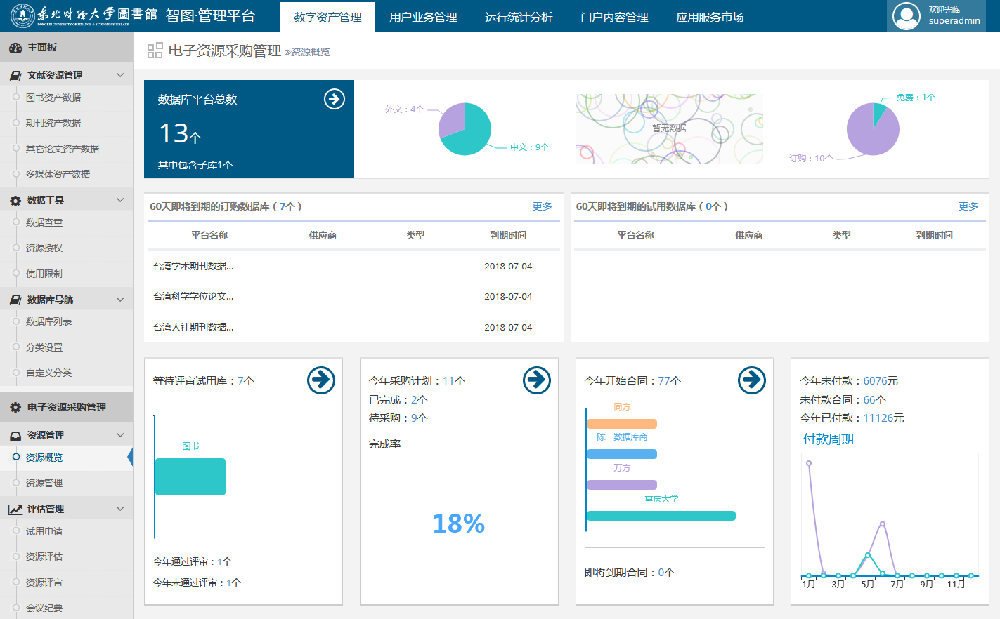 东北财经大学圖書館
DONGBEI UNIVERSITY OF FINANCE & ECONOMICS LIBRARY
智图·管理平台
数字资产管理
用户业务管理
运行统计分析
门户内容管理
应用服务市场
欢迎光临
superadmin
主面板
文献资源管理
图书资产数据
期刊资产数据
其它论文资产数据
多媒体资产数据
数据工具
数据查重
资源授权
使用限制
数据库导航
数据库列表
分类设置
自定义分类
电子资源采购管理
资源管理
资源概览
资源管理
评估管理
试用申请
资源评估
资源评审
会议纪要
电子资源采购管理 »资源概览
数据库平台总数
13个
其中包含子库1个
外文：4个
中文：9个
暂无数据
免费：1个
订购：10个
60天即将到期的订购数据库（7个） 更多
平台名称 供应商 类型 到期时间
台湾学术期刊数据... 2018-07-04
台湾科学学位论文... 2018-07-04
台湾人社期刊数据... 2018-07-04
60天即将到期的试用数据库（0个） 更多
平台名称 供应商 类型 到期时间
等待评审试用库：7个
图书
今年通过评审：1个
今年未通过评审：1个
今年采购计划：11个
已完成：2个
待采购：9个
完成率
18%
今年开始合同：77个
同方
陈一数据库商
万方
重庆大学
即将到期合同：0个
今年未付款：6076元
未付款合同：66个
今年已付款：11126元
付款周期
1月 3月 5月 7月 9月 11月